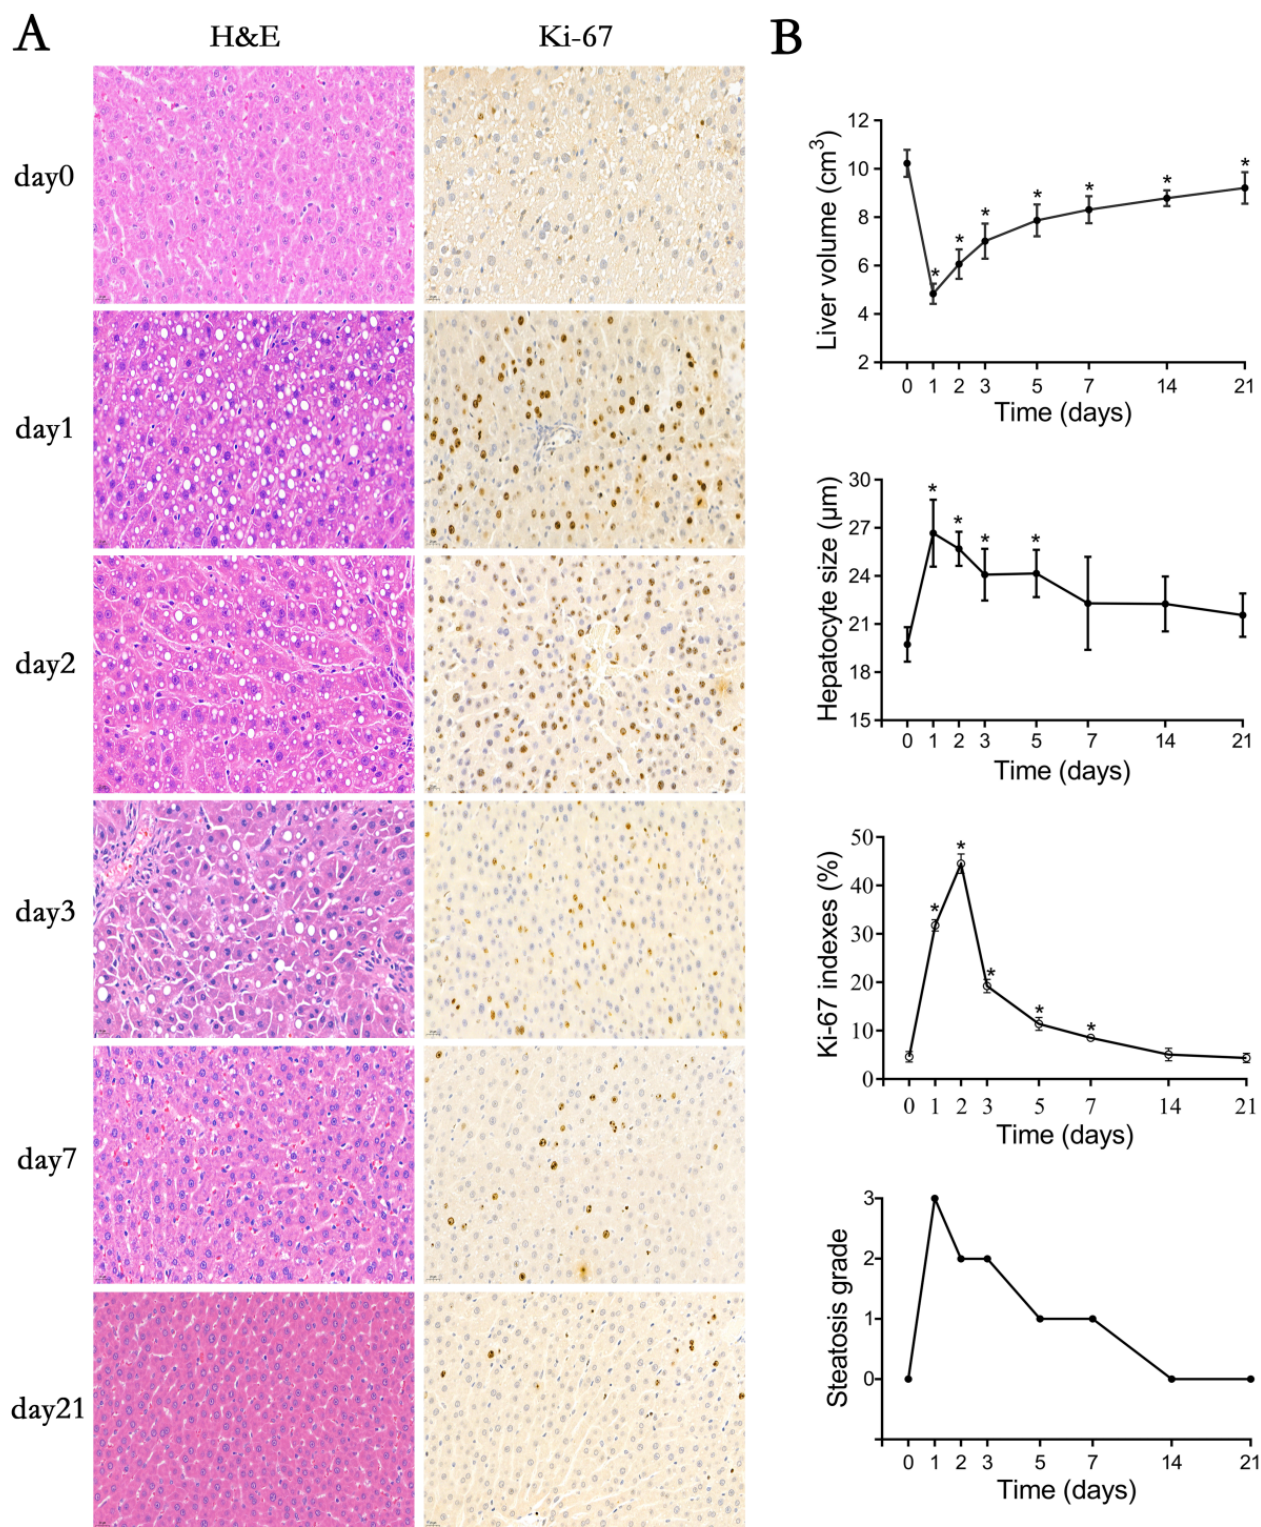 A
H&E
Ki-67
day0
day1
day2
day3
day7
day21
B
Liver volume (cm³)
12
10
8
6
4
2
* * * * * * *
0 1 2 3 5 7 14 21
Time (days)
Hepatocyte size (μm)
30
27
24
21
18
15
* * * *
0 1 2 3 5 7 14 21
Time (days)
Ki-67 indexes (%)
50
40
30
20
10
0
* * * * *
0 1 2 3 5 7 14 21
Time (days)
Steatosis grade
3
2
1
0
0 1 2 3 5 7 14 21
Time (days)